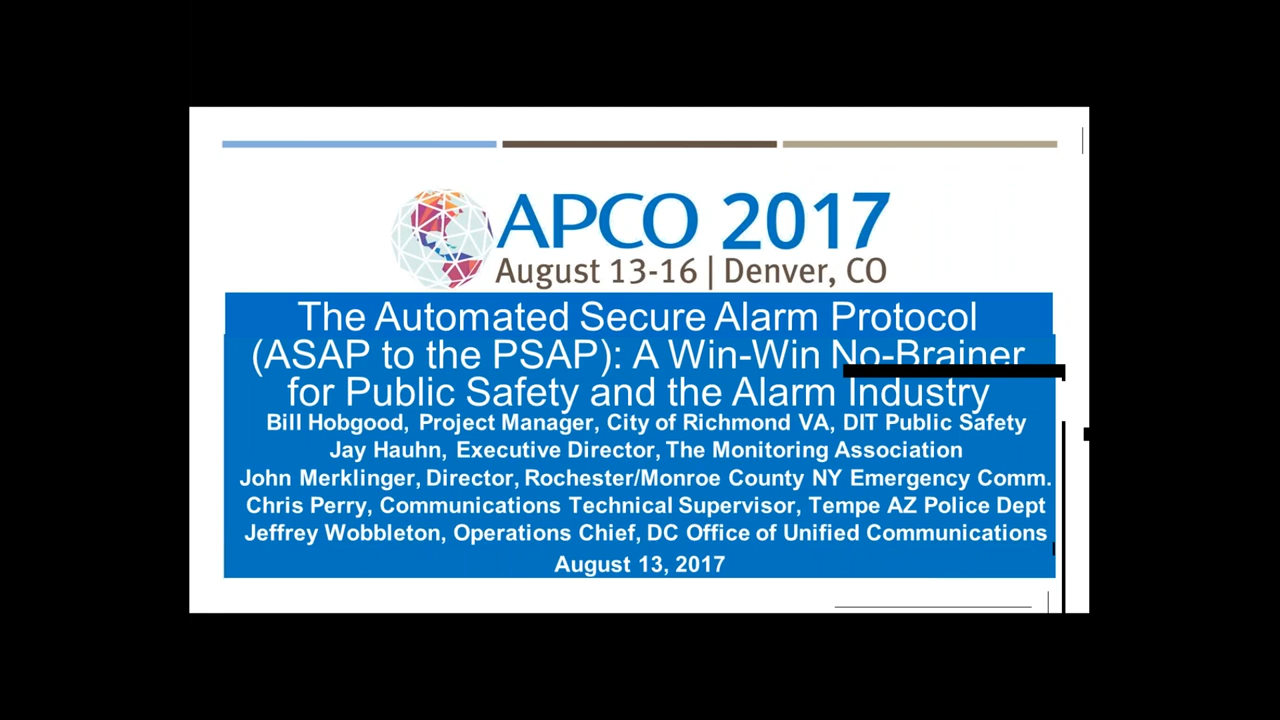 APCO 2017
August 13-16 | Denver, CO
The Automated Secure Alarm Protocol
(ASAP to the PSAP): A Win-Win No-Brainer
for Public Safety and the Alarm Industry
Bill Hobgood, Project Manager, City of Richmond VA, DIT Public Safety
Jay Hauhn, Executive Director, The Monitoring Association
John Merklinger, Director, Rochester/Monroe County NY Emergency Comm.
Chris Perry, Communications Technical Supervisor, Tempe AZ Police Dept
Jeffrey Wobbleton, Operations Chief, DC Office of Unified Communications
August 13, 2017